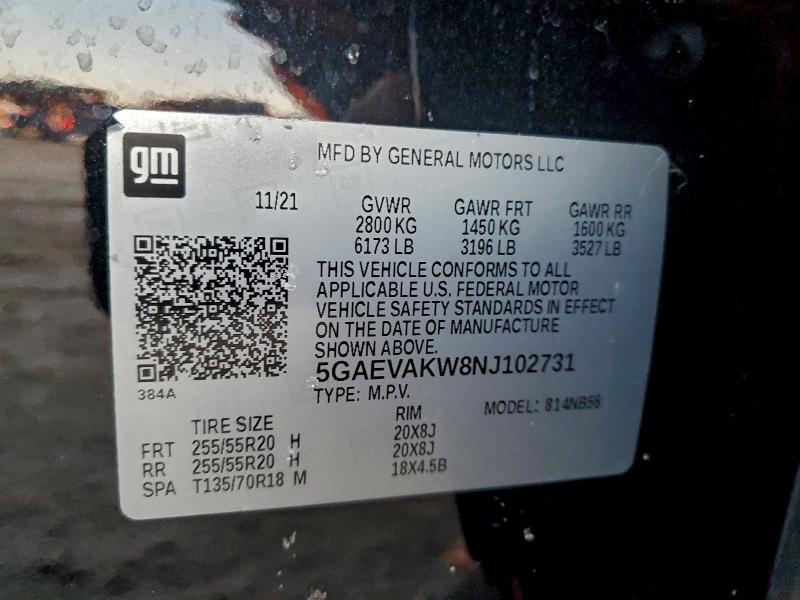 gm
MFD BY GENERAL MOTORS LLC
11/21
GVWR GAWR FRT GAWR RR
2800 KG 1450 KG 1600 KG
6173 LB 3196 LB 3527 LB
THIS VEHICLE CONFORMS TO ALL
APPLICABLE U.S. FEDERAL MOTOR
VEHICLE SAFETY STANDARDS IN EFFECT
ON THE DATE OF MANUFACTURE
SHOWN ABOVE.
5GAEVAKW8NJ102731
384A
TYPE: M.P.V. MODEL: 814NB56
TIRE SIZE RIM
FRT 255/55R20 H 20X8J
RR 255/55R20 H 20X8J
SPA T135/70R18 M 18X4.5B